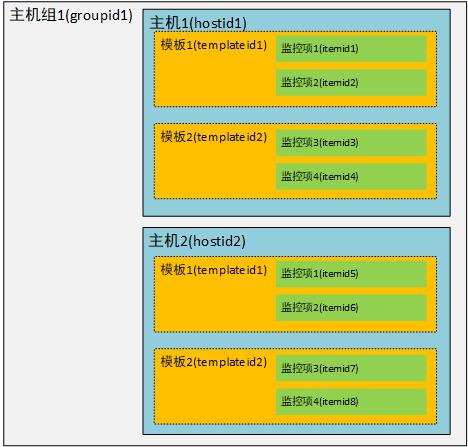 主机组1(groupid1)
主机1(hostid1)
模板1(templateid1)
监控项1(itemid1)
监控项2(itemid2)
模板2(templateid2)
监控项3(itemid3)
监控项4(itemid4)
主机2(hostid2)
模板1(templateid1)
监控项1(itemid5)
监控项2(itemid6)
模板2(templateid2)
监控项3(itemid7)
监控项4(itemid8)